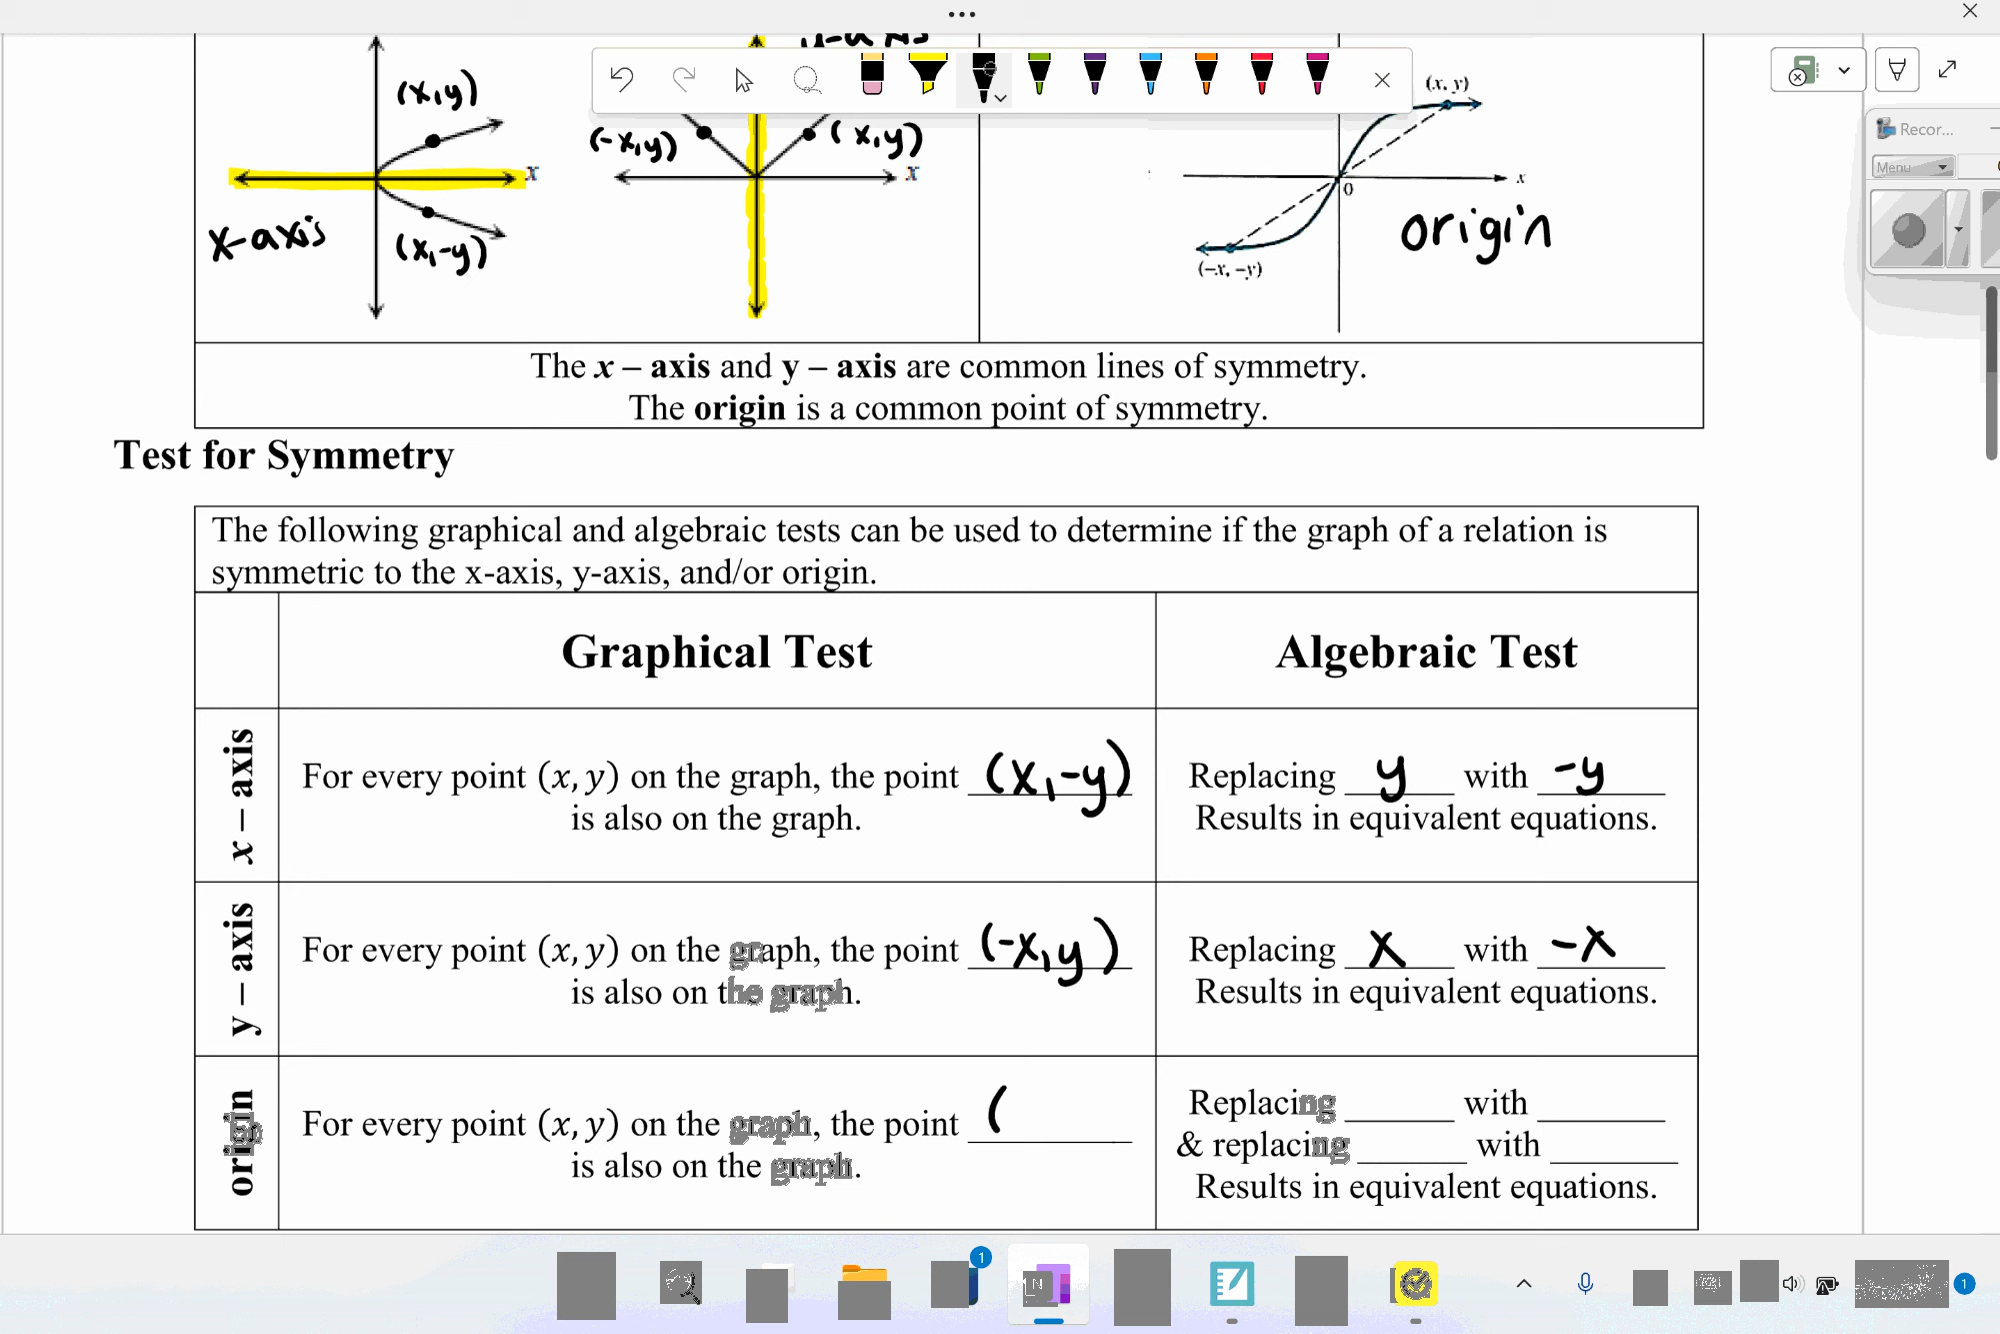 (x,y)
(-x,y)
(x,y)
(x, y)
x
x
x
0
x-axis
(x,-y)
origin
(-x, -y)
The x – axis and y – axis are common lines of symmetry.
The origin is a common point of symmetry.
Test for Symmetry
The following graphical and algebraic tests can be used to determine if the graph of a relation is
symmetric to the x-axis, y-axis, and/or origin.
Graphical Test
Algebraic Test
x – axis
For every point (x, y) on the graph, the point (x,-y)
is also on the graph.
Replacing y with -y
Results in equivalent equations.
y – axis
For every point (x, y) on the graph, the point (-x,y)
is also on the graph.
Replacing x with -x
Results in equivalent equations.
origin
For every point (x, y) on the graph, the point (
is also on the graph.
Replacing ______ with ______
& replacing ______ with ______
Results in equivalent equations.
Recor...
Menu
1
N
1